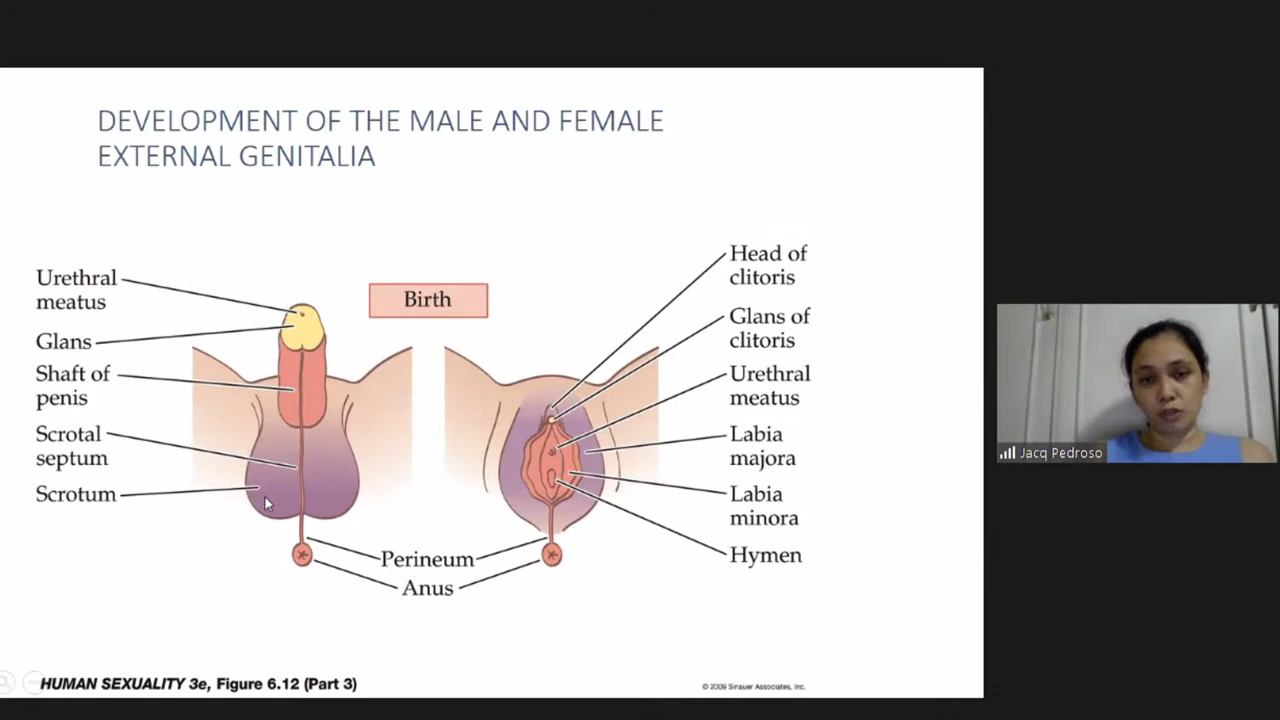 DEVELOPMENT OF THE MALE AND FEMALE
EXTERNAL GENITALIA
Urethral
meatus
Glans
Shaft of
penis
Scrotal
septum
Scrotum
Birth
Head of
clitoris
Glans of
clitoris
Urethral
meatus
Labia
majora
Labia
minora
Hymen
Perineum
Anus
Jacq Pedroso
HUMAN SEXUALITY 3e, Figure 6.12 (Part 3)
© 2009 Sinauer Associates, Inc.